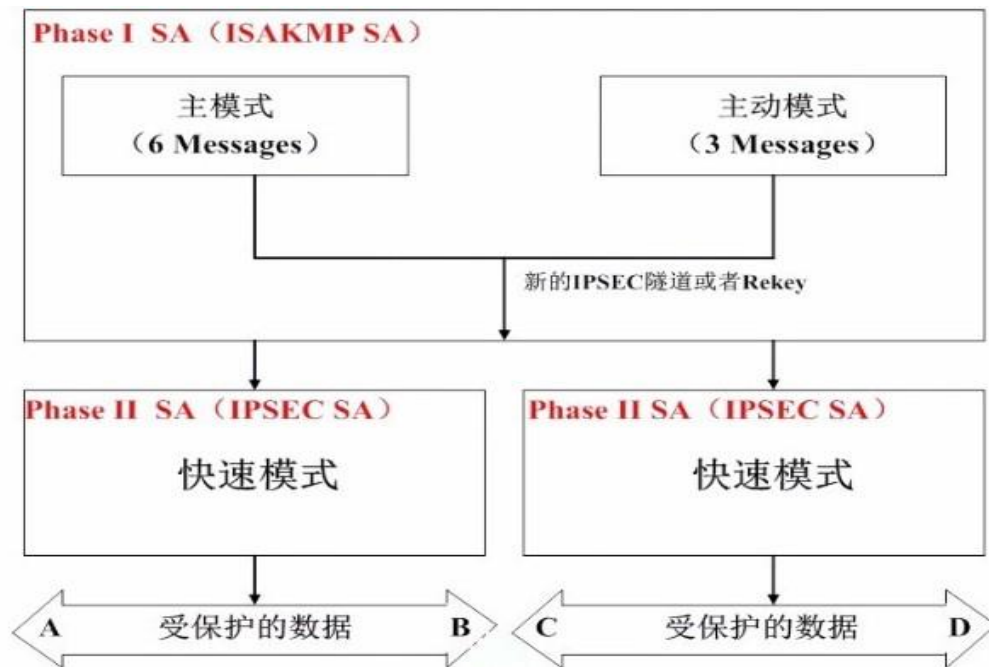 Phase I SA（ISAKMP SA）
主模式
（6 Messages）
主动模式
（3 Messages）
新的IPSEC隧道或者Rekey
Phase II SA（IPSEC SA）
快速模式
Phase II SA（IPSEC SA）
快速模式
A 受保护的数据 B
C 受保护的数据 D